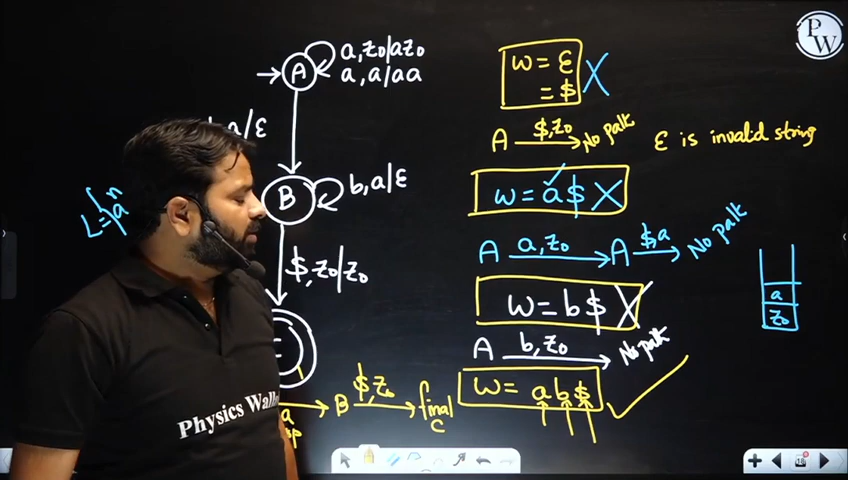 P
W
a, z0/az0
A
a, a/aa
b, a/ε
B
b, a/ε
$, z0/z0
L = {a^n
w = ε
= $ X
A $, z0 No path
ε is invalid string
w = a$ X
A a, z0 A $, a No path
w = b$ X
A b, z0 No path
w = ab$
B $, z0 final
C
a
z0
Physics Walla